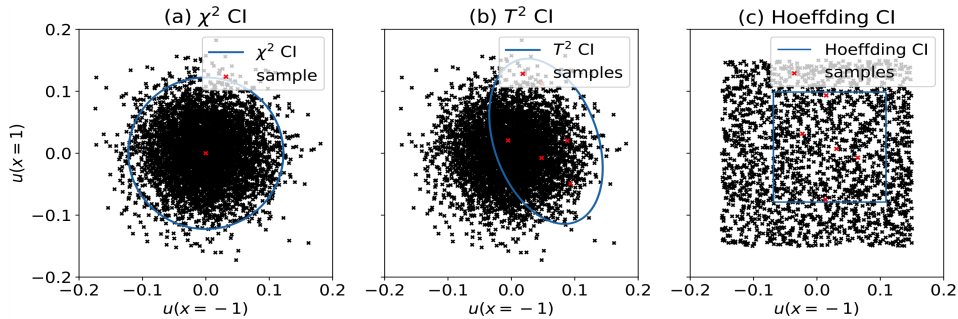 (a) χ² CI
0.2
0.1
0.0
−0.1
−0.2
u(x = 1)
χ² CI
sample
−0.2 −0.1 0.0 0.1 0.2
u(x = −1)
(b) T² CI
T² CI
samples
−0.2 −0.1 0.0 0.1 0.2
u(x = −1)
(c) Hoeffding CI
Hoeffding CI
samples
−0.2 −0.1 0.0 0.1 0.2
u(x = −1)